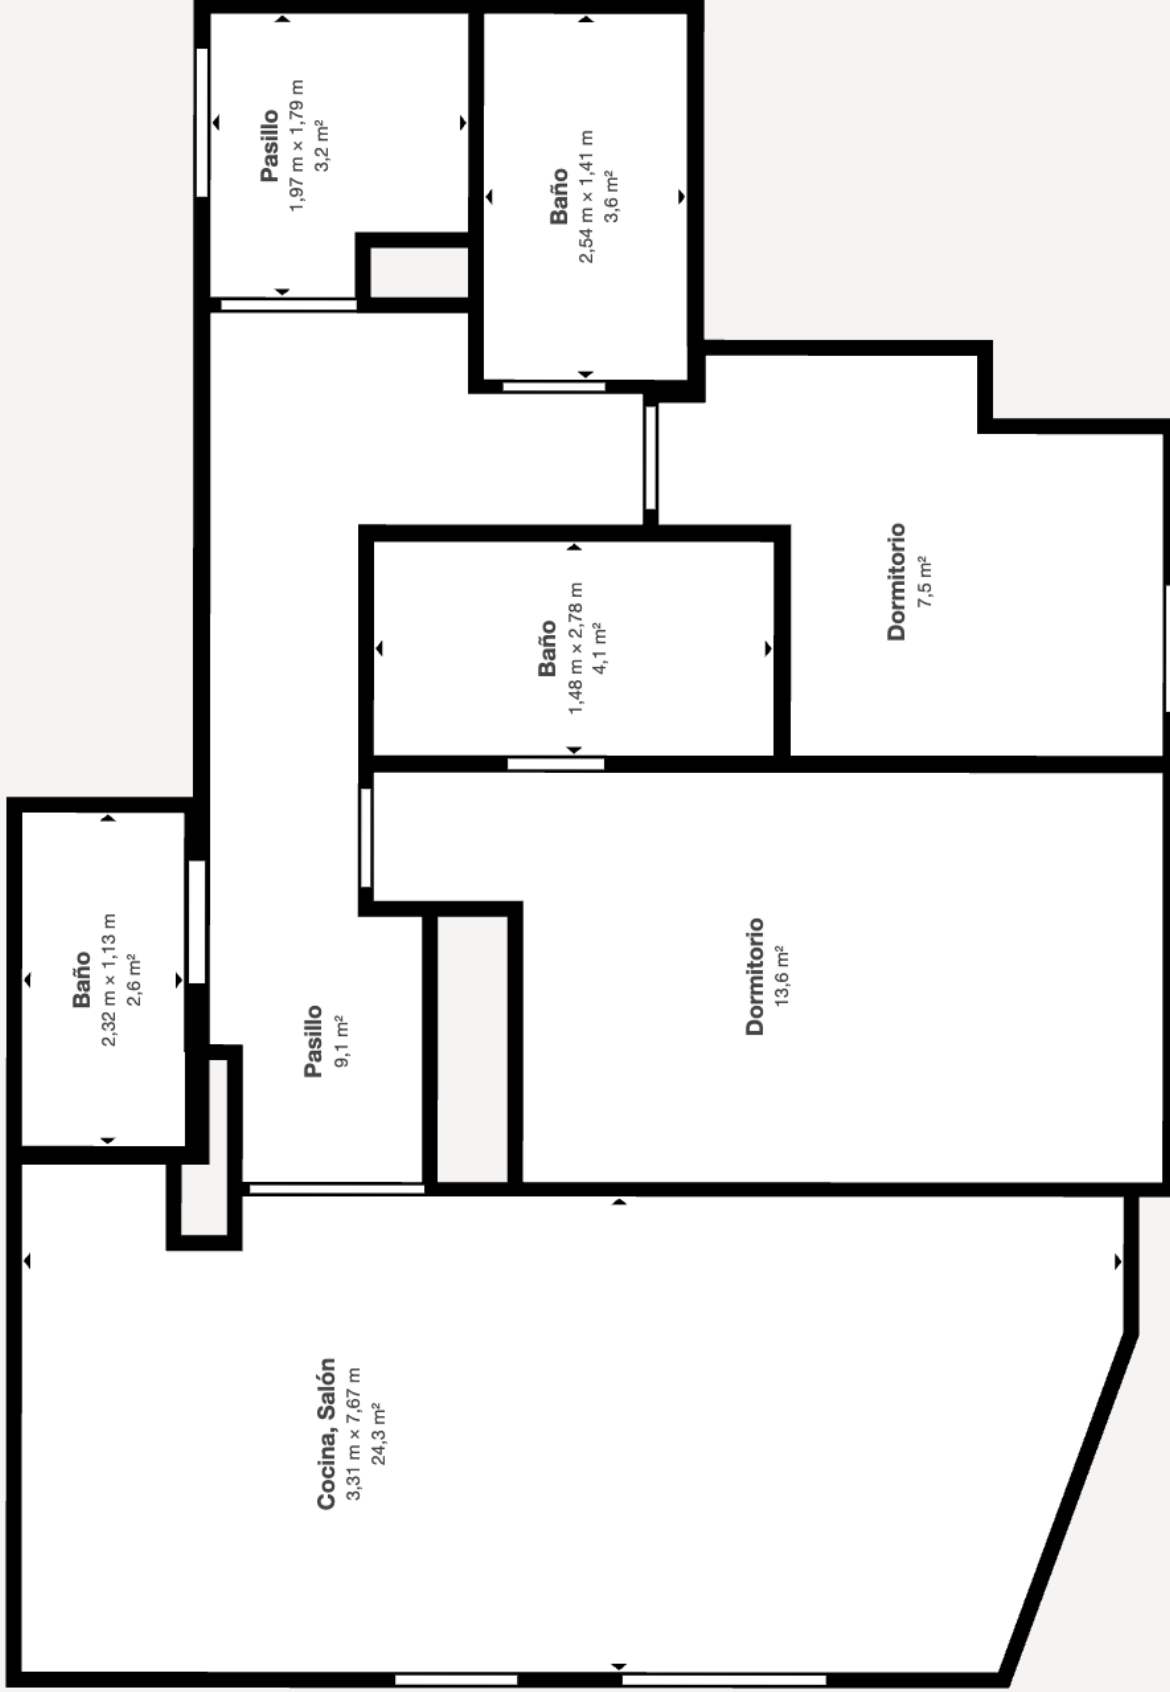 Pasillo
1,97 m × 1,79 m
3,2 m²
Baño
2,54 m × 1,41 m
3,6 m²
Dormitorio
7,5 m²
Baño
1,48 m × 2,78 m
4,1 m²
Baño
2,32 m × 1,13 m
2,6 m²
Pasillo
9,1 m²
Dormitorio
13,6 m²
Cocina, Salón
3,31 m × 7,67 m
24,3 m²